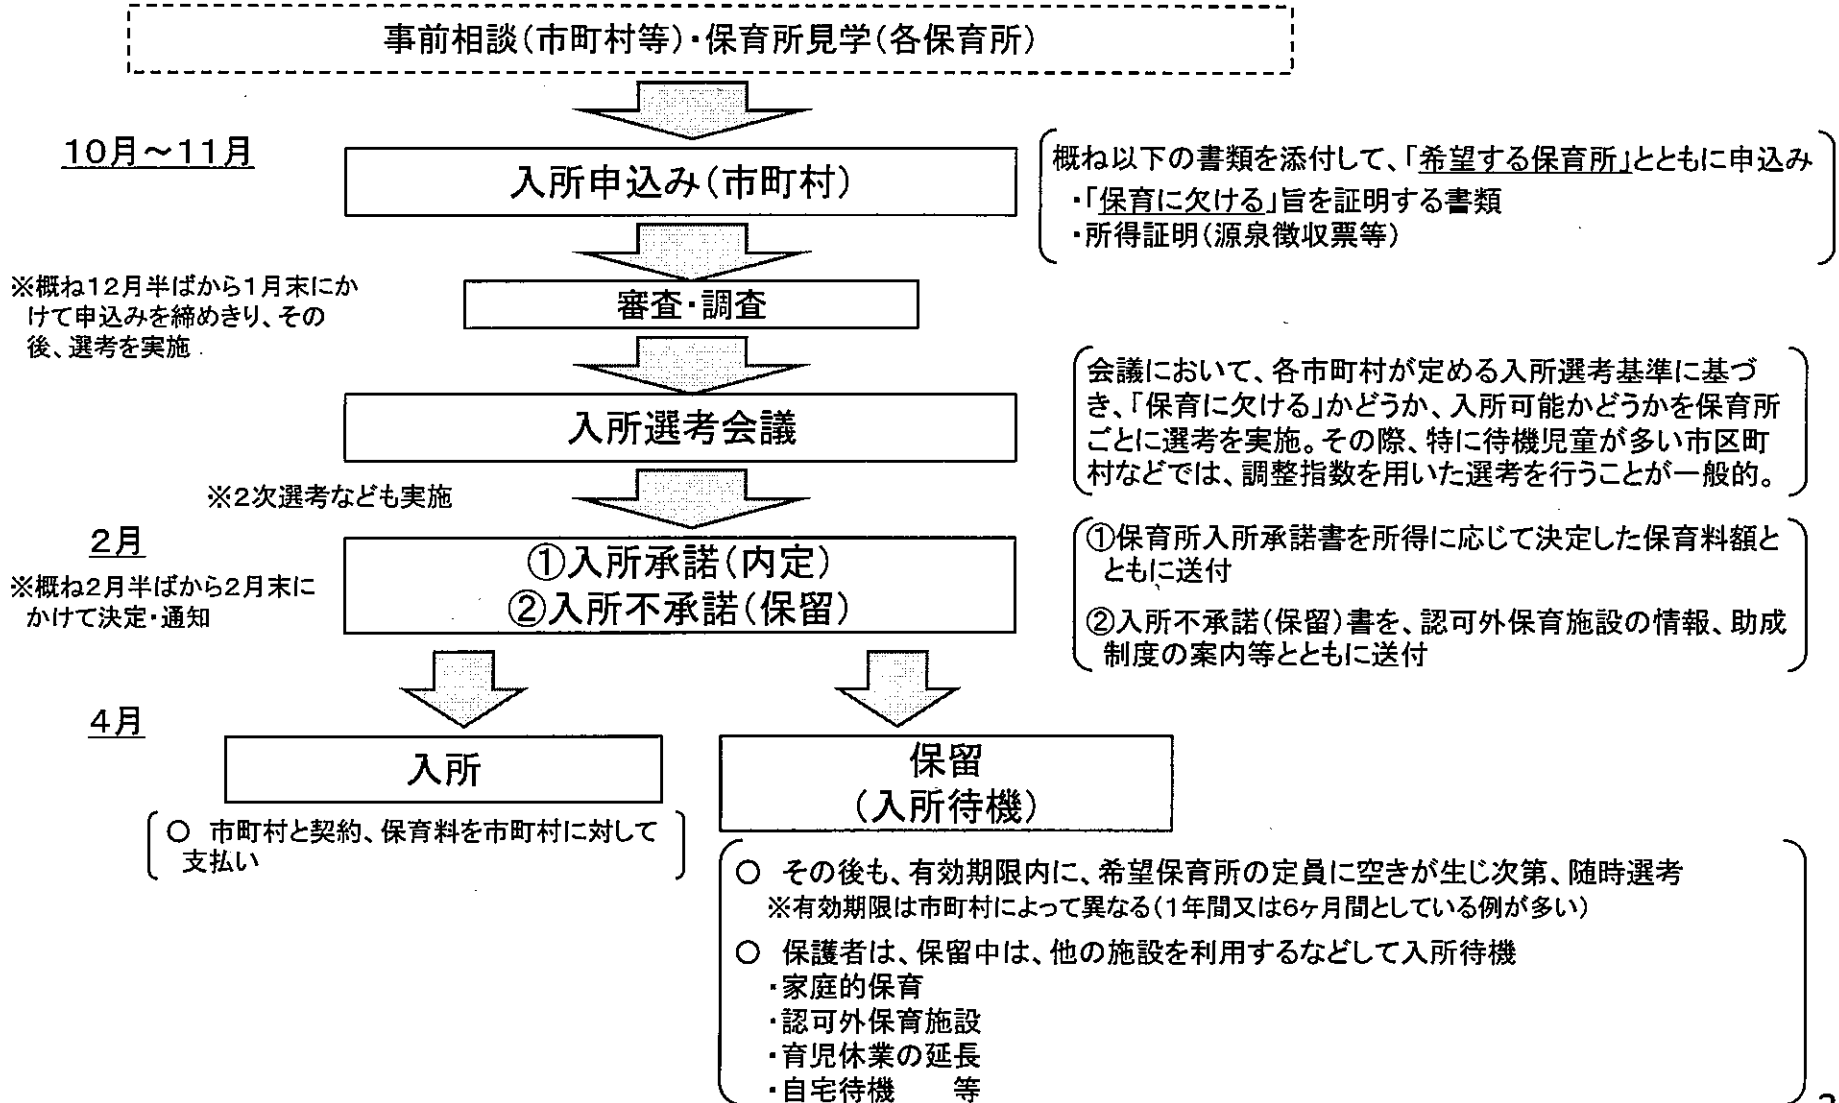 事前相談(市町村等)・保育所見学(各保育所)
10月～11月
入所申込み(市町村)
概ね以下の書類を添付して、「希望する保育所」とともに申込み
・「保育に欠ける」旨を証明する書類
・所得証明(源泉徴収票等)
※概ね12月半ばから1月末にか
けて申込みを締めきり、その
後、選考を実施
審査・調査
入所選考会議
会議において、各市町村が定める入所選考基準に基づ
き、「保育に欠ける」かどうか、入所可能かどうかを保育所
ごとに選考を実施。その際、特に待機児童が多い市区町
村などでは、調整指数を用いた選考を行うことが一般的。
※2次選考なども実施
2月
※概ね2月半ばから2月末に
かけて決定・通知
①入所承諾(内定)
②入所不承諾(保留)
①保育所入所承諾書を所得に応じて決定した保育料額と
ともに送付
②入所不承諾(保留)書を、認可外保育施設の情報、助成
制度の案内等とともに送付
4月
入所
○ 市町村と契約、保育料を市町村に対して
支払い
保留
(入所待機)
○ その後も、有効期限内に、希望保育所の定員に空きが生じ次第、随時選考
※有効期限は市町村によって異なる(1年間又は6ヶ月間としている例が多い)
○ 保護者は、保留中は、他の施設を利用するなどして入所待機
・家庭的保育
・認可外保育施設
・育児休業の延長
・自宅待機 等